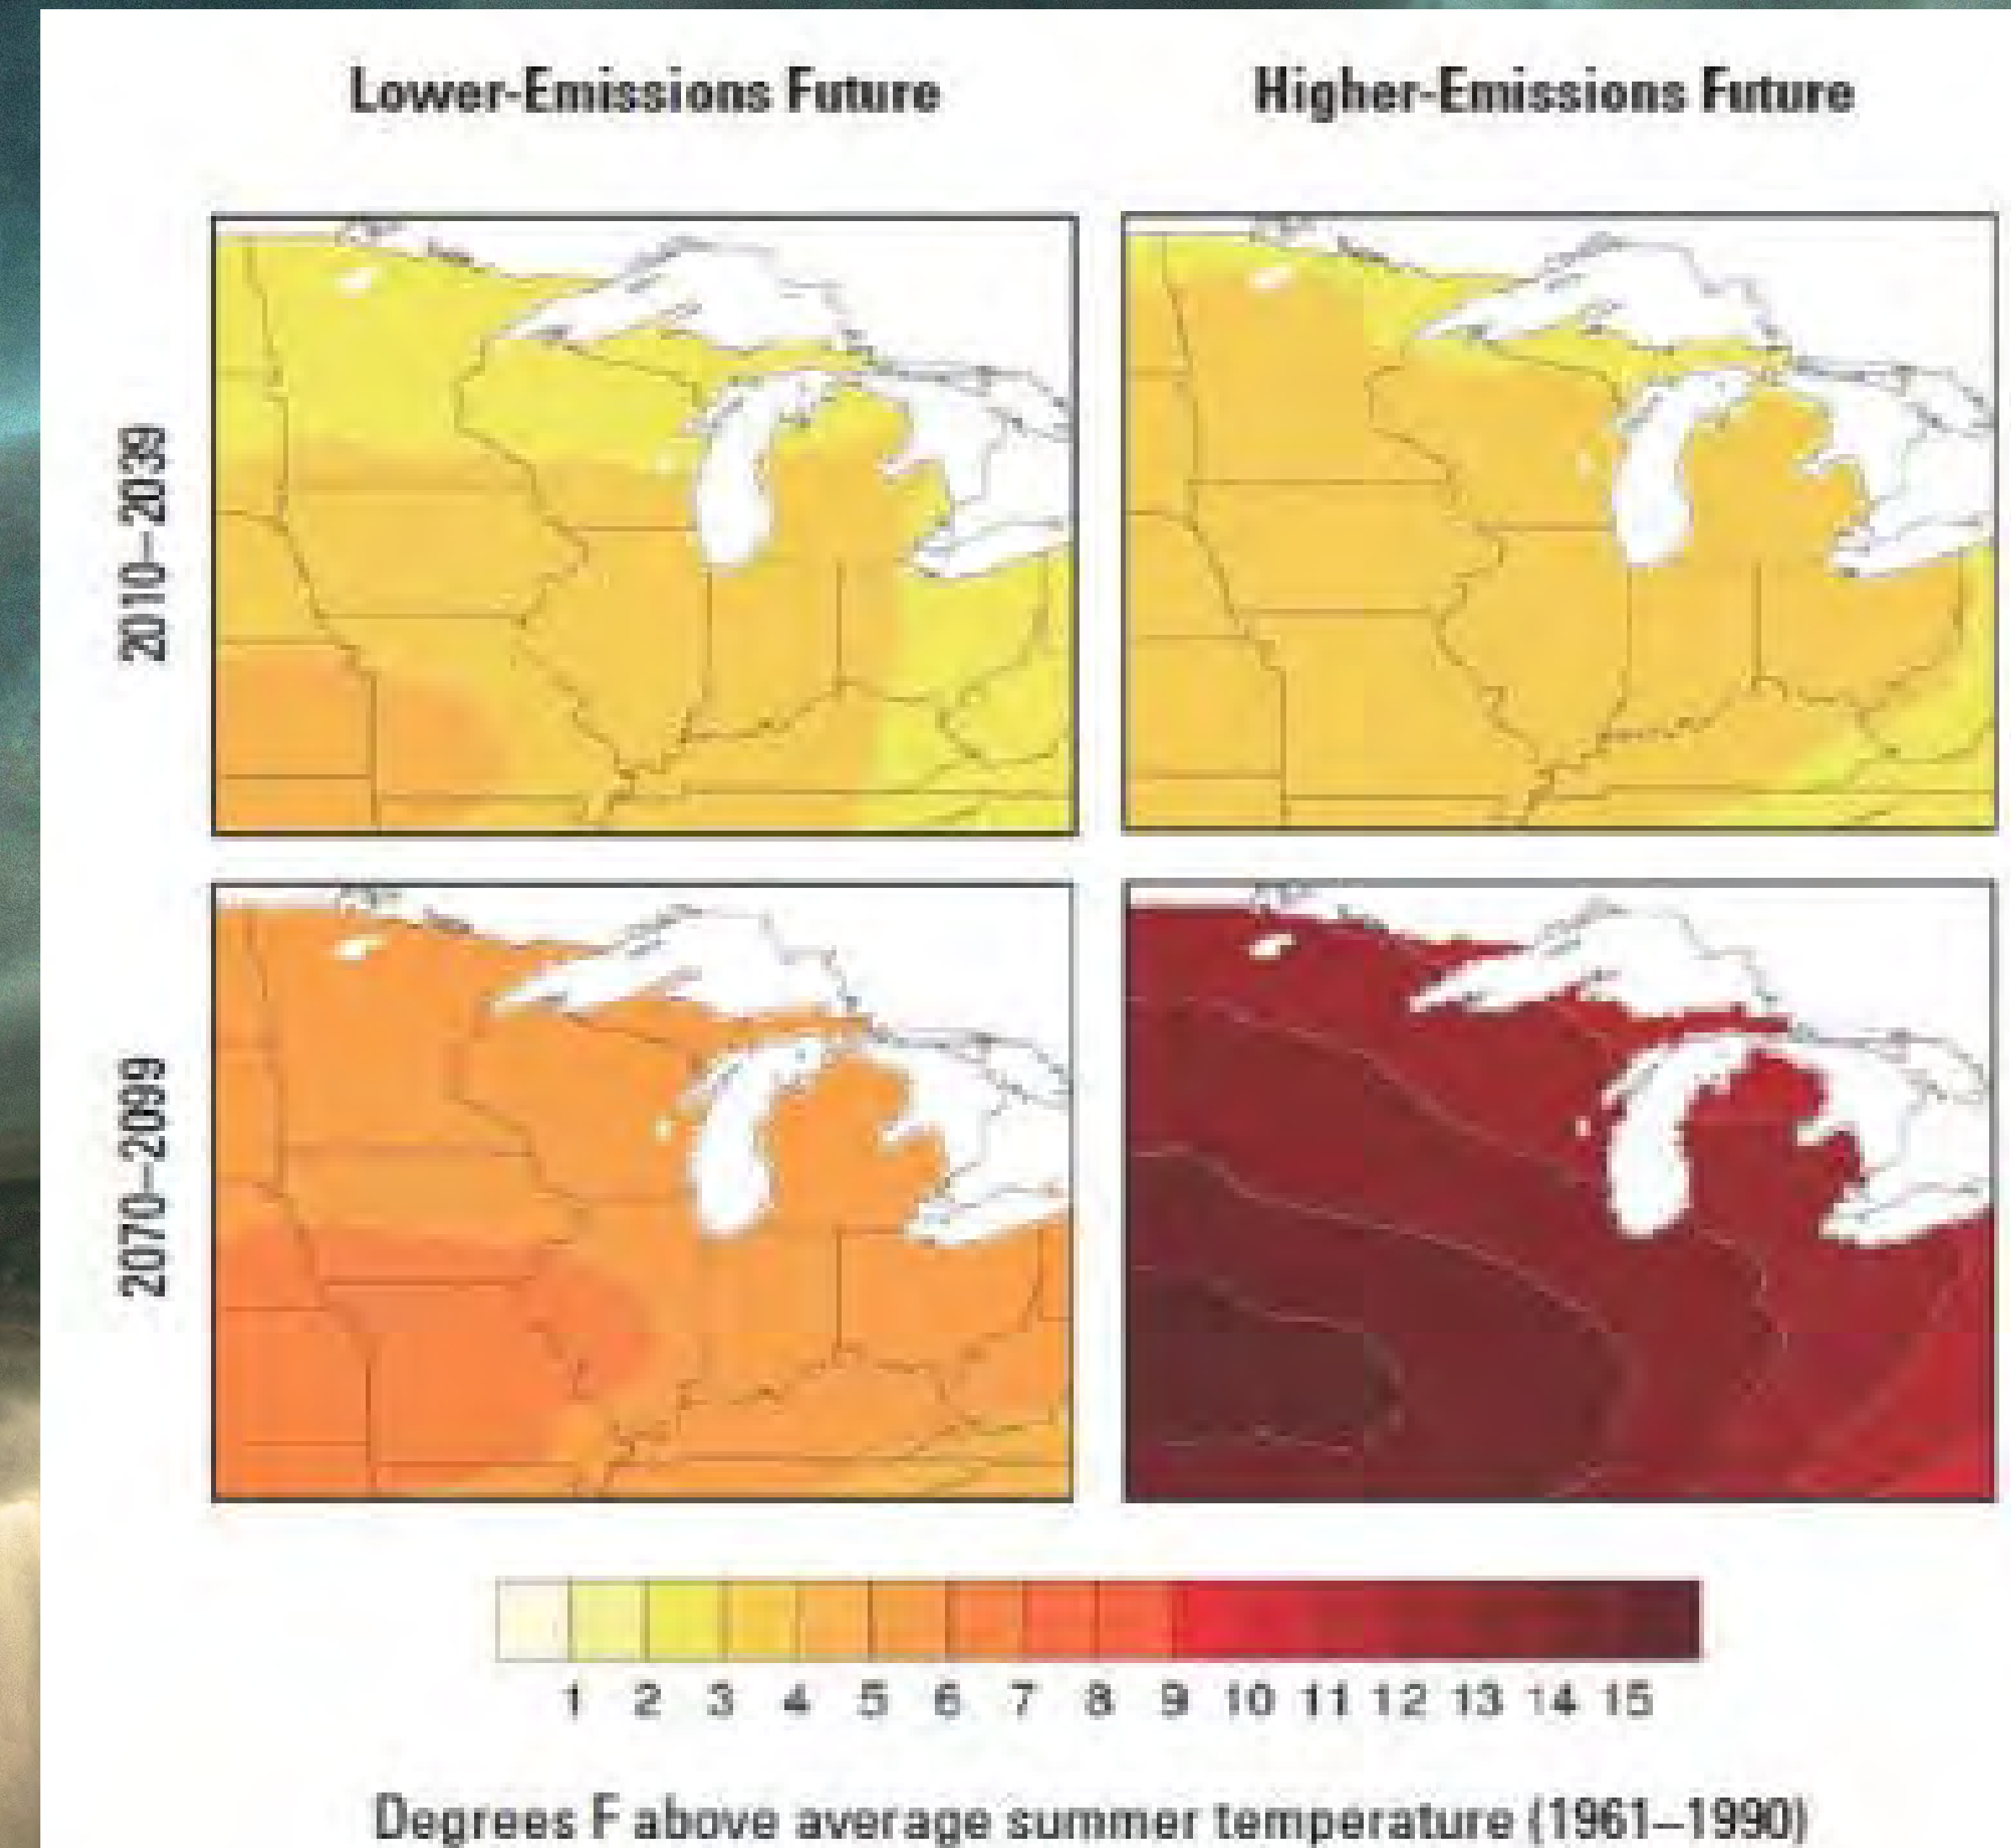 Lower-Emissions Future
Higher-Emissions Future
2010–2039
2070–2099
1 2 3 4 5 6 7 8 9 10 11 12 13 14 15
Degrees F above average summer temperature (1961–1990)